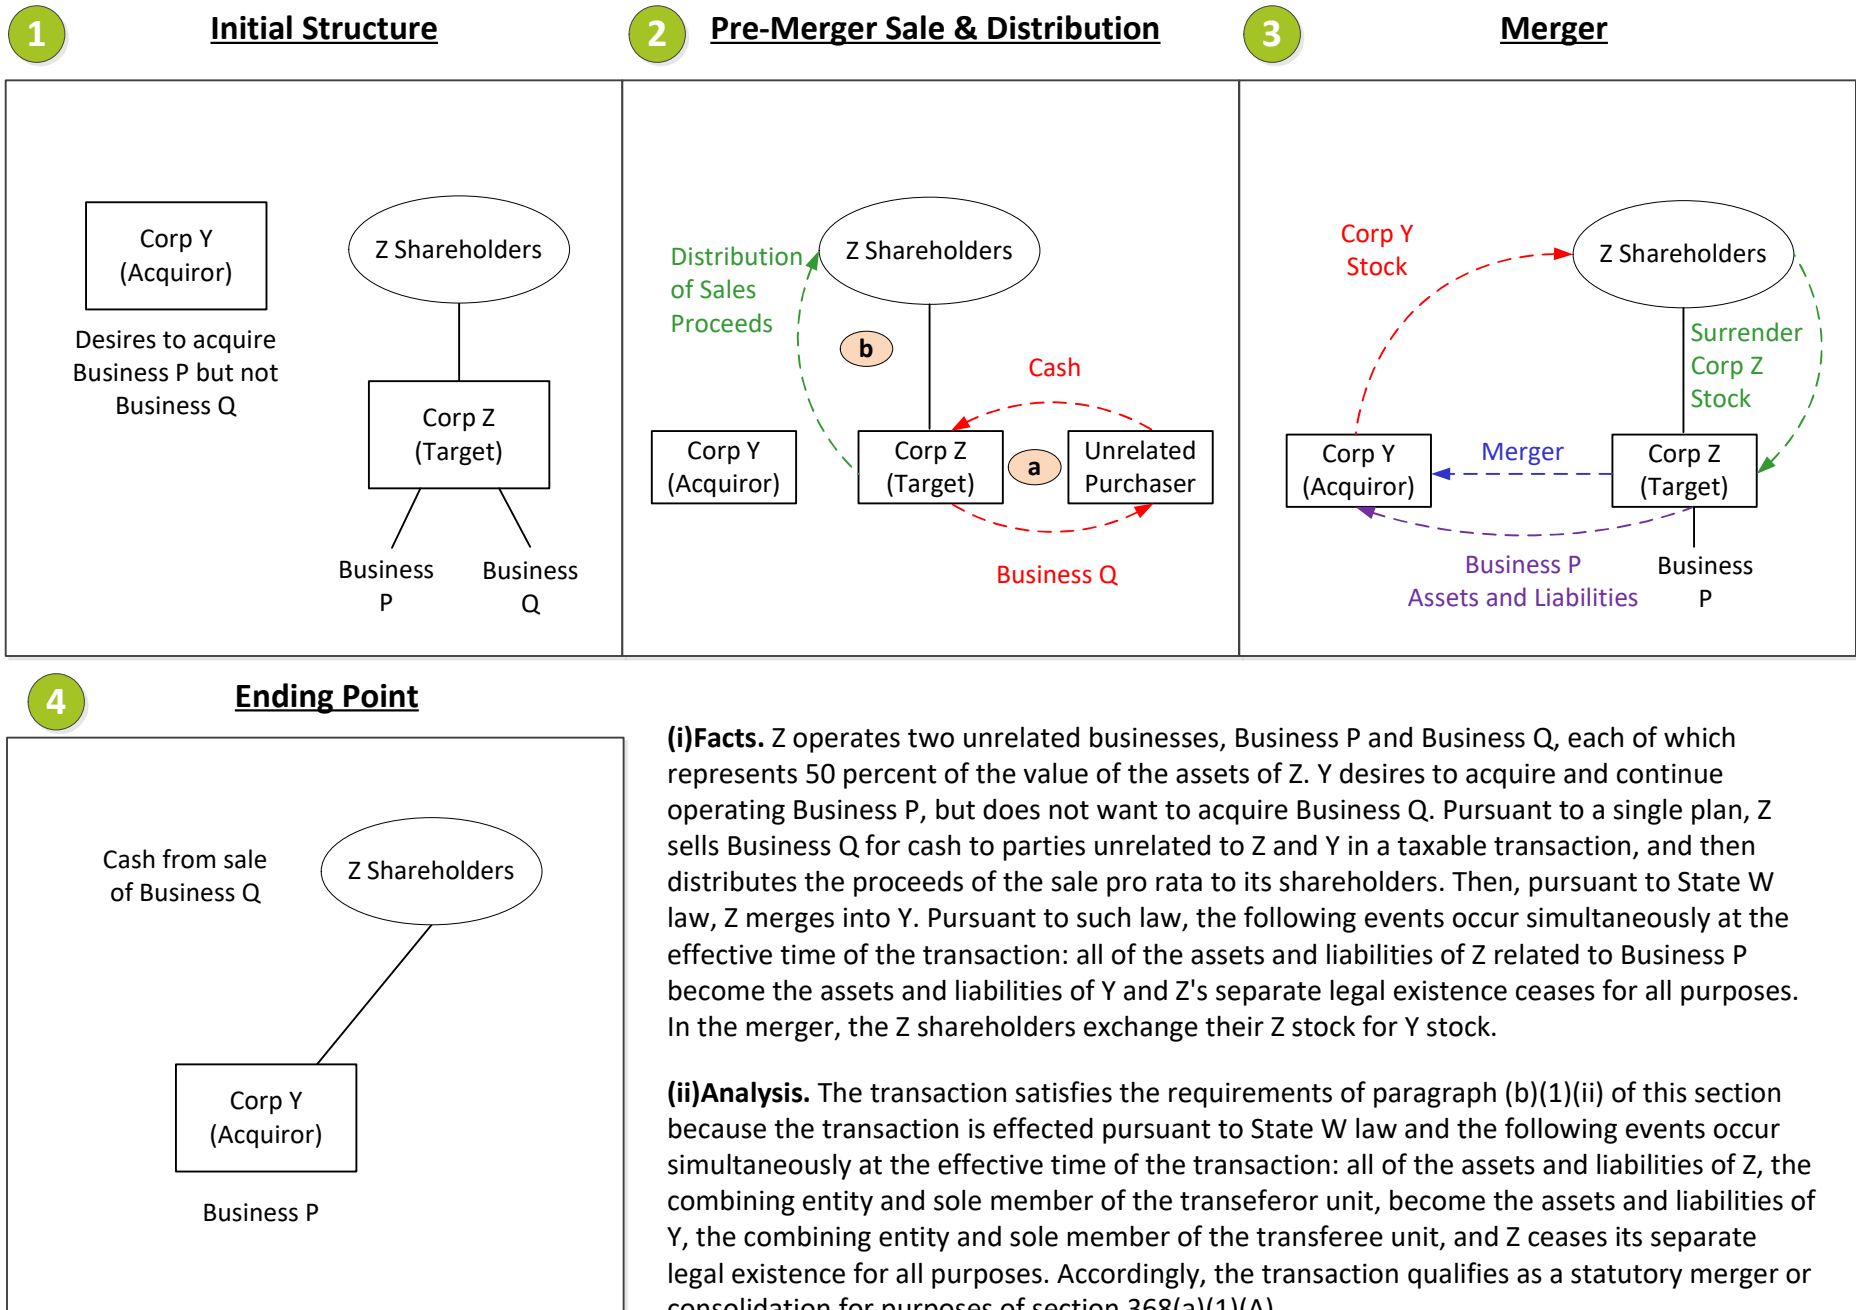 1
Initial Structure
Corp Y
(Acquiror)
Desires to acquire
Business P but not
Business Q
Z Shareholders
Corp Z
(Target)
Business
P
Business
Q
2
Pre-Merger Sale & Distribution
Z Shareholders
Distribution
of Sales
Proceeds
b
Cash
Corp Y
(Acquiror)
Corp Z
(Target)
a
Unrelated
Purchaser
Business Q
3
Merger
Corp Y
Stock
Z Shareholders
Surrender
Corp Z
Stock
Corp Y
(Acquiror)
Merger
Corp Z
(Target)
Business P
Assets and Liabilities
Business
P
4
Ending Point
Cash from sale
of Business Q
Z Shareholders
Corp Y
(Acquiror)
Business P
(i)Facts. Z operates two unrelated businesses, Business P and Business Q, each of which
represents 50 percent of the value of the assets of Z. Y desires to acquire and continue
operating Business P, but does not want to acquire Business Q. Pursuant to a single plan, Z
sells Business Q for cash to parties unrelated to Z and Y in a taxable transaction, and then
distributes the proceeds of the sale pro rata to its shareholders. Then, pursuant to State W
law, Z merges into Y. Pursuant to such law, the following events occur simultaneously at the
effective time of the transaction: all of the assets and liabilities of Z related to Business P
become the assets and liabilities of Y and Z's separate legal existence ceases for all purposes.
In the merger, the Z shareholders exchange their Z stock for Y stock.
(ii)Analysis. The transaction satisfies the requirements of paragraph (b)(1)(ii) of this section
because the transaction is effected pursuant to State W law and the following events occur
simultaneously at the effective time of the transaction: all of the assets and liabilities of Z, the
combining entity and sole member of the transeferor unit, become the assets and liabilities of
Y, the combining entity and sole member of the transferee unit, and Z ceases its separate
legal existence for all purposes. Accordingly, the transaction qualifies as a statutory merger or
consolidation for purposes of section 368(a)(1)(A)